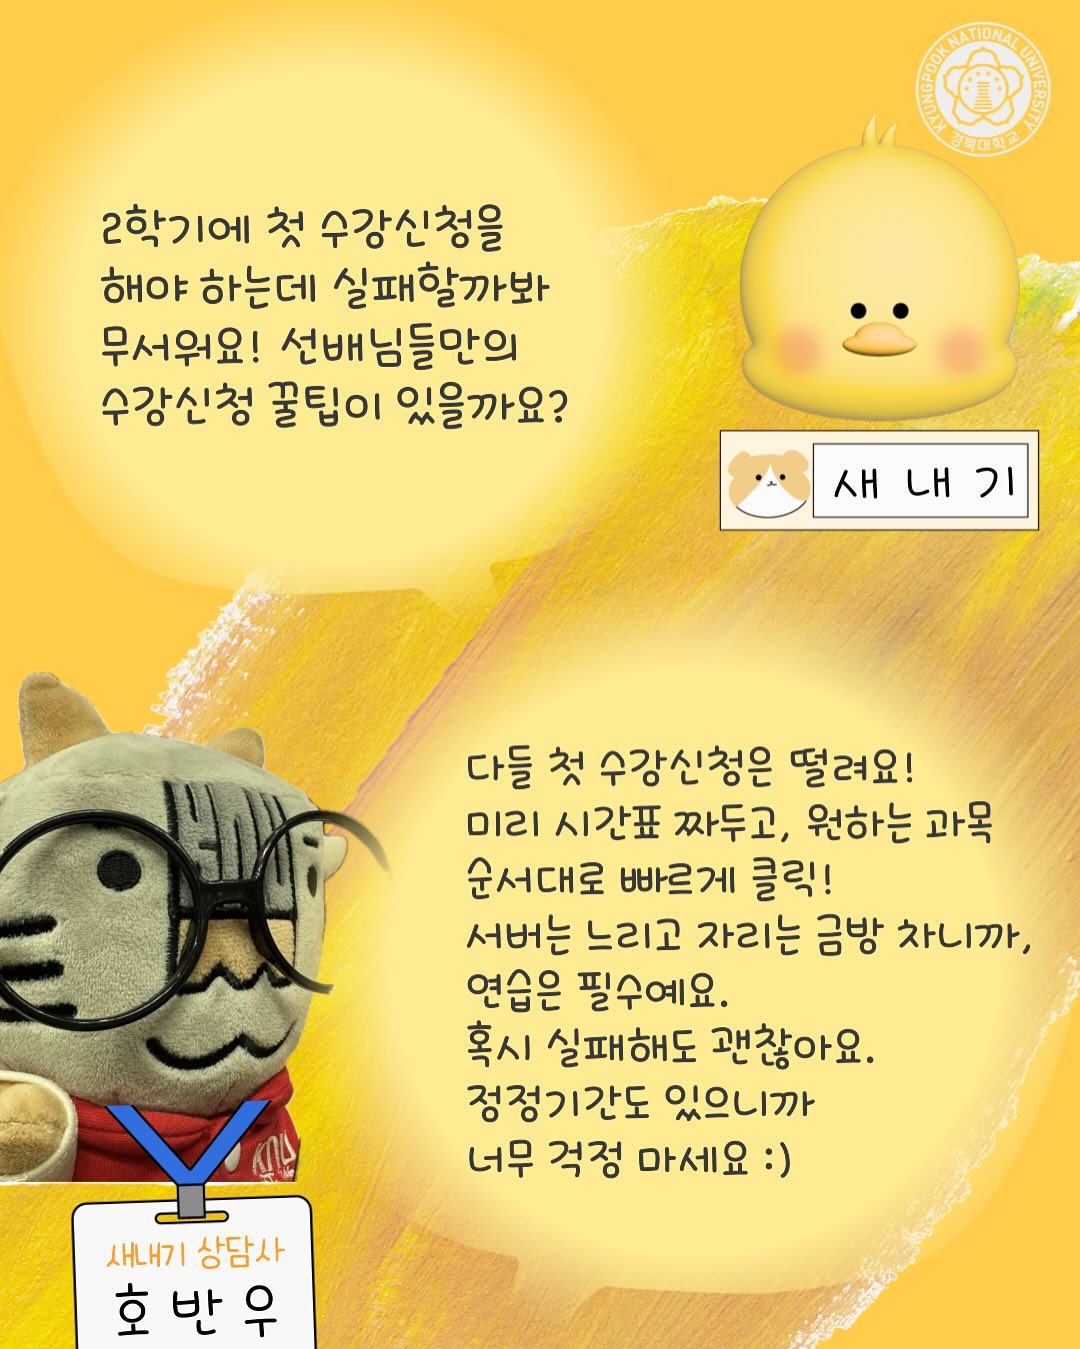 KYUNGPOOK NATIONAL UNIVERSITY
경북대학교
2학기에 첫 수강신청을
해야 하는데 실패할까봐
무서워요! 선배님들만의
수강신청 꿀팁이 있을까요?
새 내 기
다들 첫 수강신청은 떨려요!
미리 시간표 짜두고, 원하는 과목
순서대로 빠르게 클릭!
서버는 느리고 자리는 금방 차니까,
연습은 필수예요.
혹시 실패해도 괜찮아요.
정정기간도 있으니까
너무 걱정 마세요 :)
KNU
새내기 상담사
호 반 우